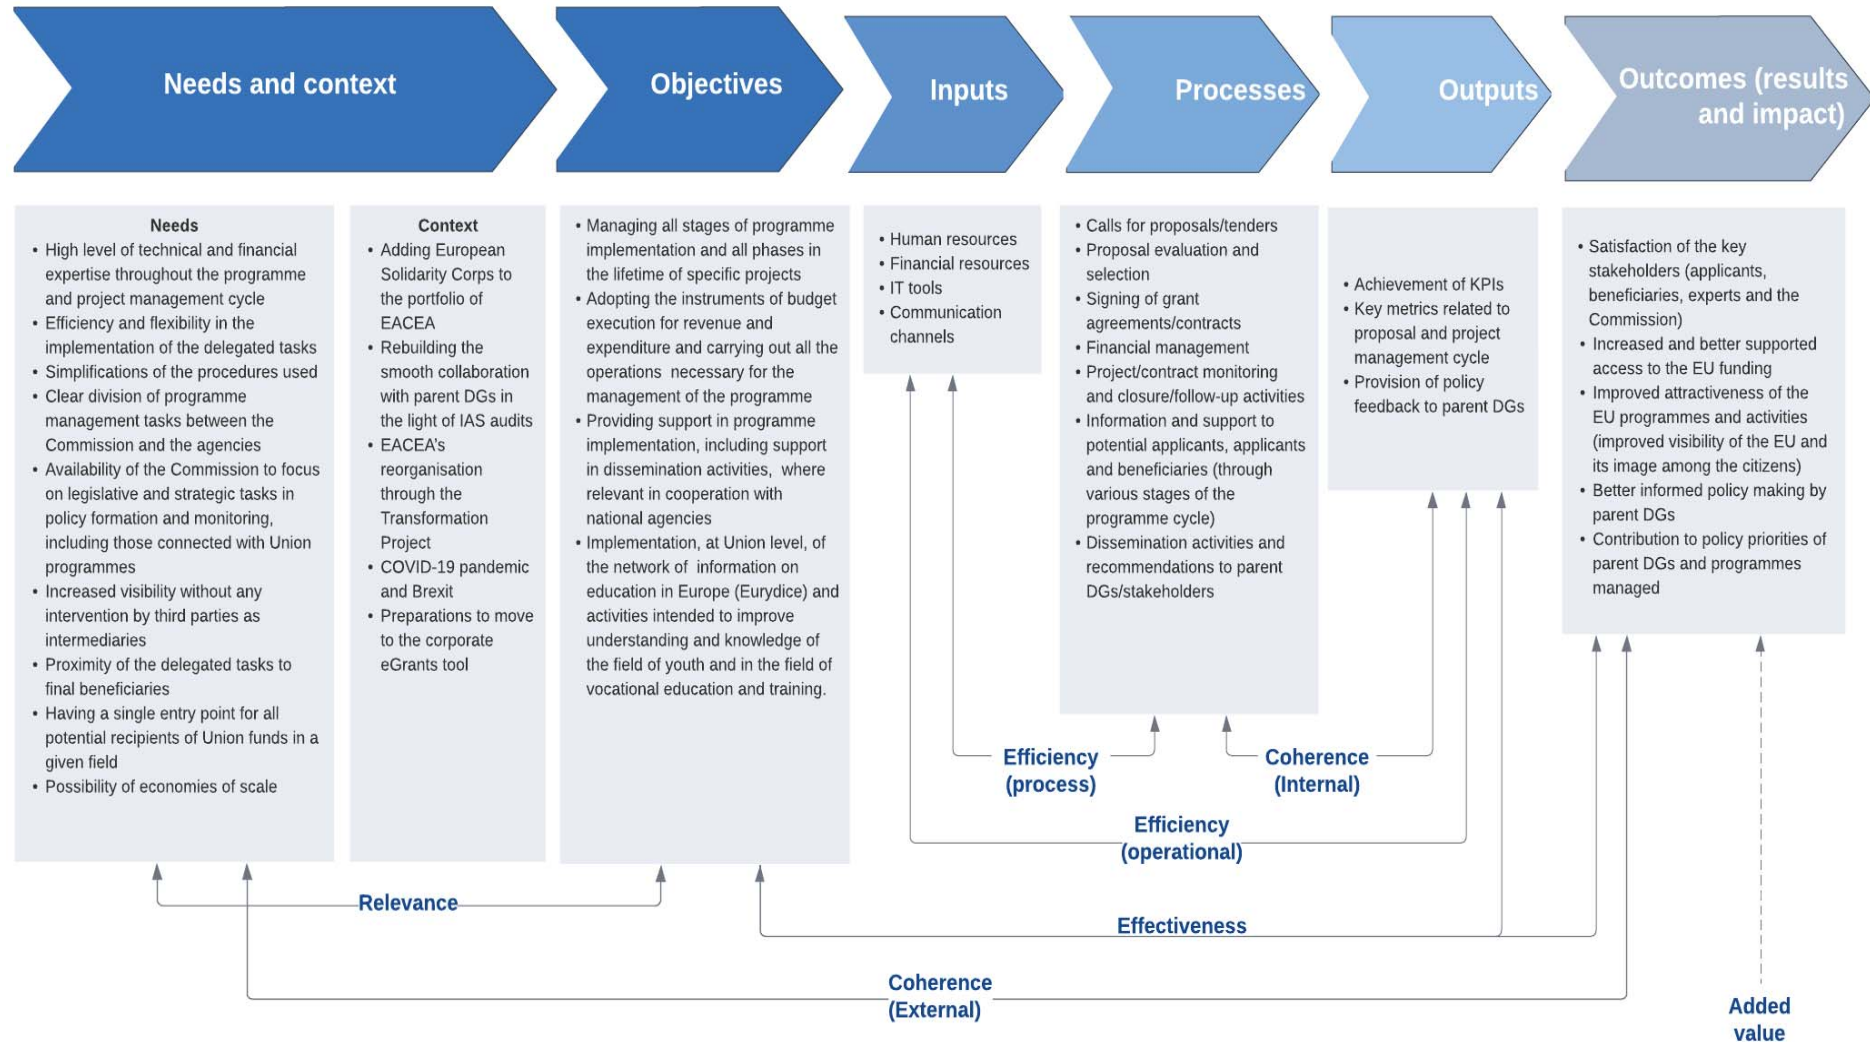 Needs and context
Objectives
Inputs
Processes
Outputs
Outcomes (results
and impact)
Needs
• High level of technical and financial
expertise throughout the programme
and project management cycle
• Efficiency and flexibility in the
implementation of the delegated tasks
• Simplifications of the procedures used
• Clear division of programme
management tasks between the
Commission and the agencies
• Availability of the Commission to focus
on legislative and strategic tasks in
policy formation and monitoring,
including those connected with Union
programmes
• Increased visibility without any
intervention by third parties as
intermediaries
• Proximity of the delegated tasks to
final beneficiaries
• Having a single entry point for all
potential recipients of Union funds in a
given field
• Possibility of economies of scale
Context
• Adding European
Solidarity Corps to
the portfolio of
EACEA
• Rebuilding the
smooth collaboration
with parent DGs in
the light of IAS audits
• EACEA's
reorganisation
through the
Transformation
Project
• COVID-19 pandemic
and Brexit
• Preparations to move
to the corporate
eGrants tool
• Managing all stages of programme
implementation and all phases in
the lifetime of specific projects
• Adopting the instruments of budget
execution for revenue and
expenditure and carrying out all the
operations necessary for the
management of the programme
• Providing support in programme
implementation, including support
in dissemination activities, where
relevant in cooperation with
national agencies
• Implementation, at Union level, of
the network of information on
education in Europe (Eurydice) and
activities intended to improve
understanding and knowledge of
the field of youth and in the field of
vocational education and training.
• Human resources
• Financial resources
• IT tools
• Communication
channels
• Calls for proposals/tenders
• Proposal evaluation and
selection
• Signing of grant
agreements/contracts
• Financial management
• Project/contract monitoring
and closure/follow-up activities
• Information and support to
potential applicants, applicants
and beneficiaries (through
various stages of the
programme cycle)
• Dissemination activities and
recommendations to parent
DGs/stakeholders
• Achievement of KPIs
• Key metrics related to
proposal and project
management cycle
• Provision of policy
feedback to parent DGs
• Satisfaction of the key
stakeholders (applicants,
beneficiaries, experts and the
Commission)
• Increased and better supported
access to the EU funding
• Improved attractiveness of the
EU programmes and activities
(improved visibility of the EU and
its image among the citizens)
• Better informed policy making by
parent DGs
• Contribution to policy priorities of
parent DGs and programmes
managed
Efficiency
(process)
Coherence
(Internal)
Efficiency
(operational)
Relevance
Effectiveness
Coherence
(External)
Added
value